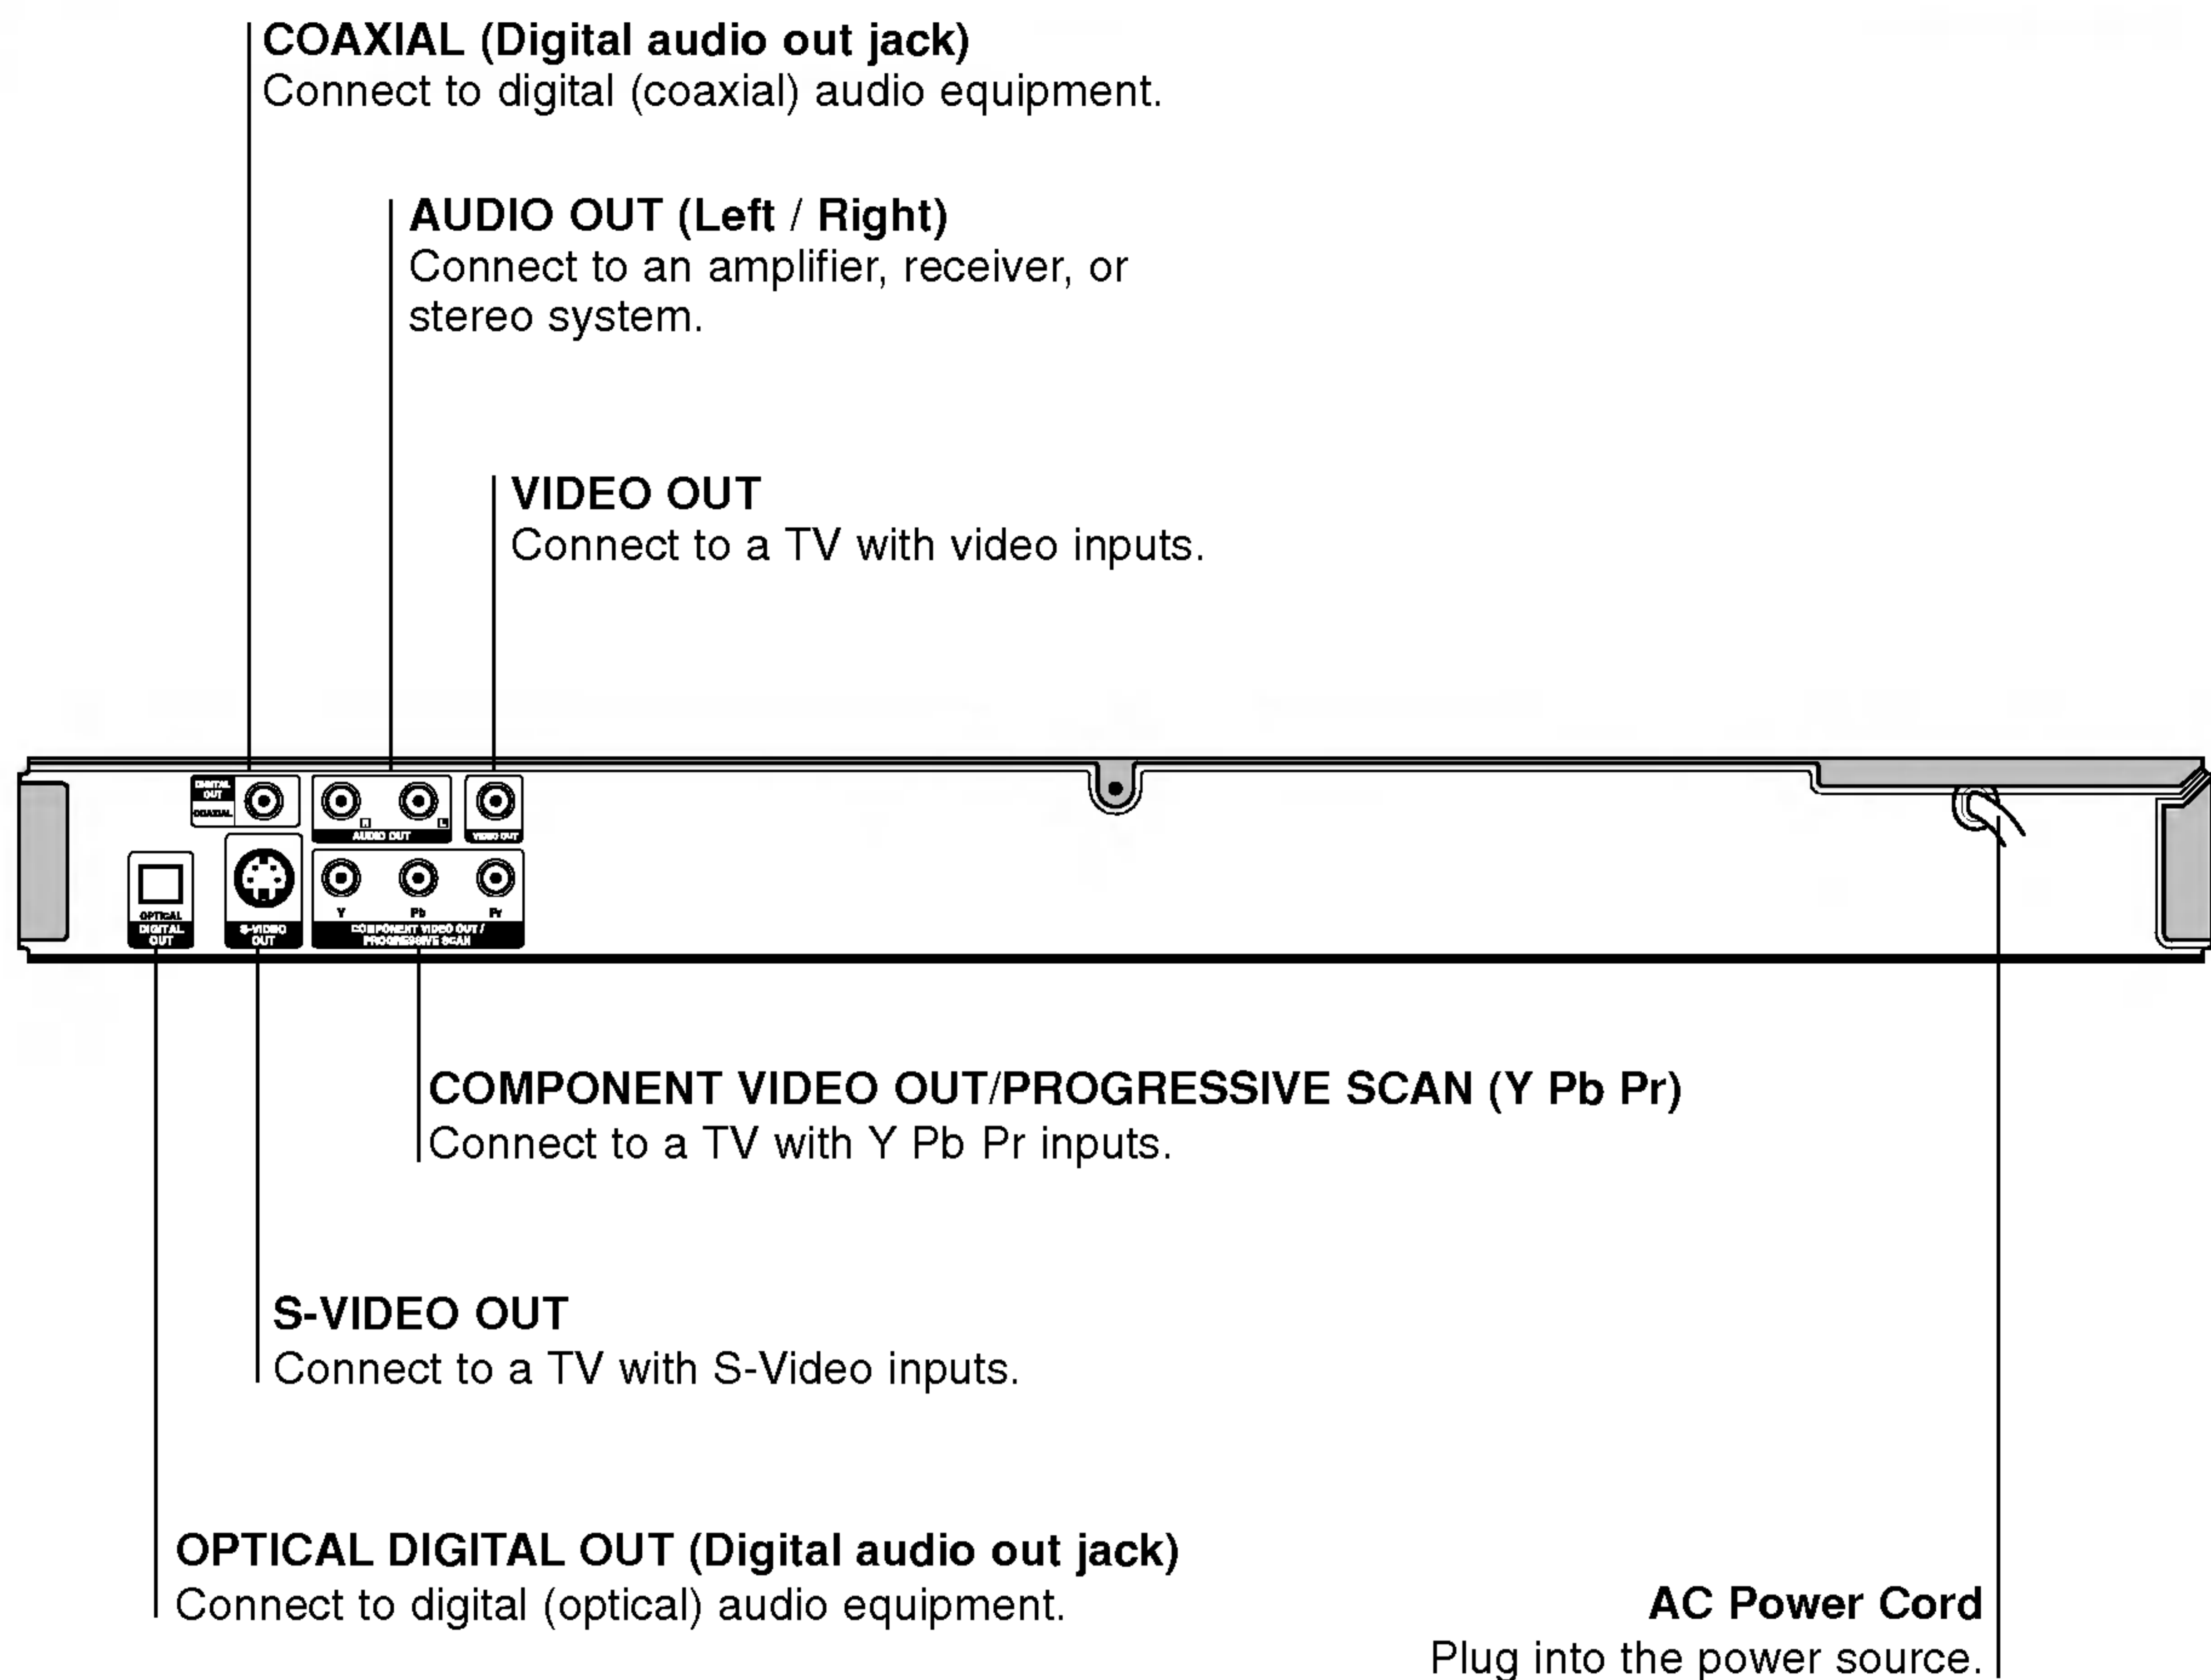 COAXIAL (Digital audio out jack)
Connect to digital (coaxial) audio equipment.
AUDIO OUT (Left / Right)
Connect to an amplifier, receiver, or
stereo system.
VIDEO OUT
Connect to a TV with video inputs.
DIGITAL
OUT
COAXIAL
R
L
AUDIO OUT
VIDEO OUT
OPTICAL
DIGITAL
OUT
S-VIDEO
OUT
Y Pb Pr
COMPONENT VIDEO OUT /
PROGRESSIVE SCAN
COMPONENT VIDEO OUT/PROGRESSIVE SCAN (Y Pb Pr)
Connect to a TV with Y Pb Pr inputs.
S-VIDEO OUT
Connect to a TV with S-Video inputs.
OPTICAL DIGITAL OUT (Digital audio out jack)
Connect to digital (optical) audio equipment.
AC Power Cord
Plug into the power source.